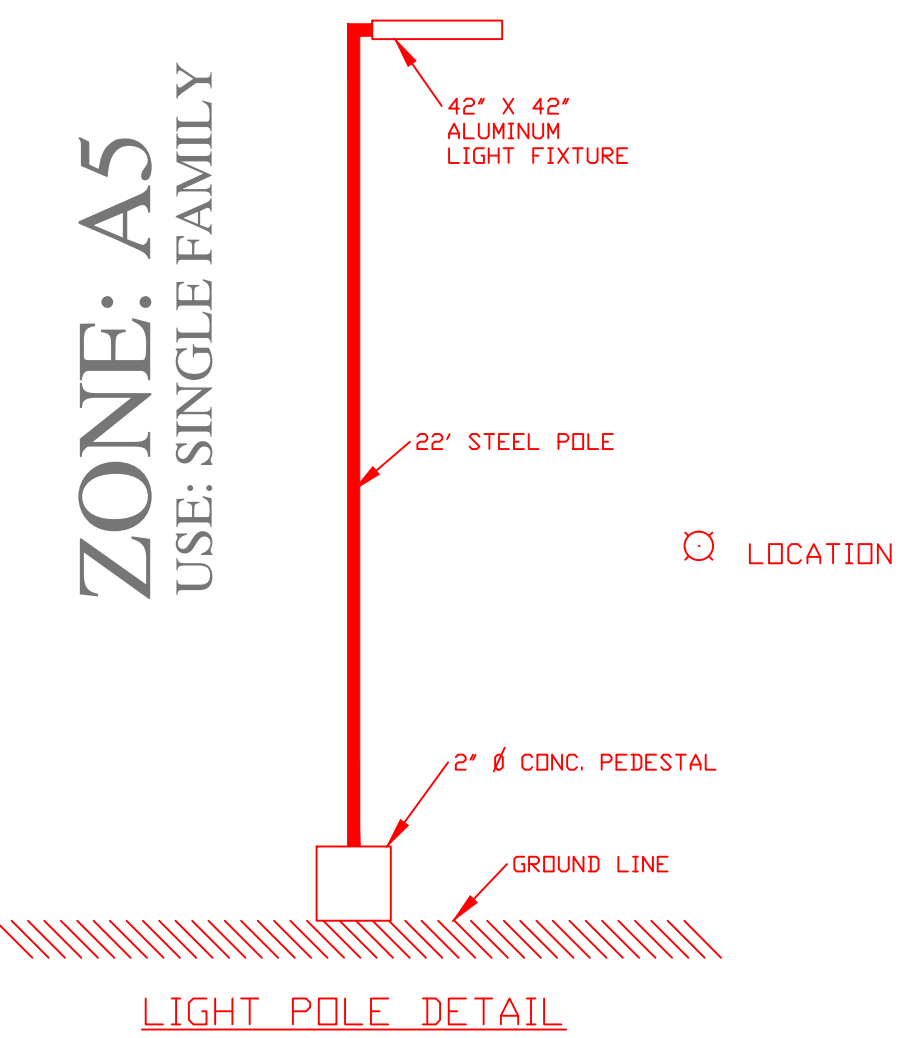 ZONE: A5
USE: SINGLE FAMILY
42" X 42"
ALUMINUM
LIGHT FIXTURE
22' STEEL POLE
LOCATION
2" Ø CONC. PEDESTAL
GROUND LINE
LIGHT POLE DETAIL